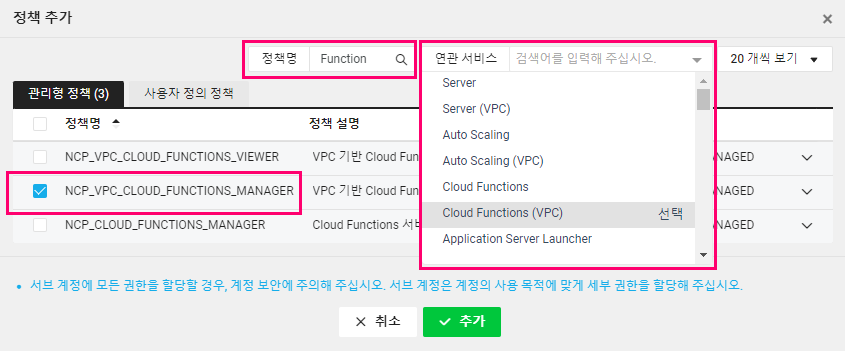 정책 추가
정책명 Function
연관 서비스 검색어를 입력해 주십시오.
20 개씩 보기
Server
Server (VPC)
Auto Scaling
Auto Scaling (VPC)
Cloud Functions
Cloud Functions (VPC) 선택
Application Server Launcher
관리형 정책 (3) 사용자 정의 정책
정책명 정책 설명
NCP_VPC_CLOUD_FUNCTIONS_VIEWER VPC 기반 Cloud Func NAGED
NCP_VPC_CLOUD_FUNCTIONS_MANAGER VPC 기반 Cloud Func NAGED
NCP_CLOUD_FUNCTIONS_MANAGER Cloud Functions 서비 NAGED
서브 계정에 모든 권한을 할당할 경우, 계정 보안에 주의해 주십시오. 서브 계정은 계정의 사용 목적에 맞게 세부 권한을 할당해 주십시오.
취소 추가